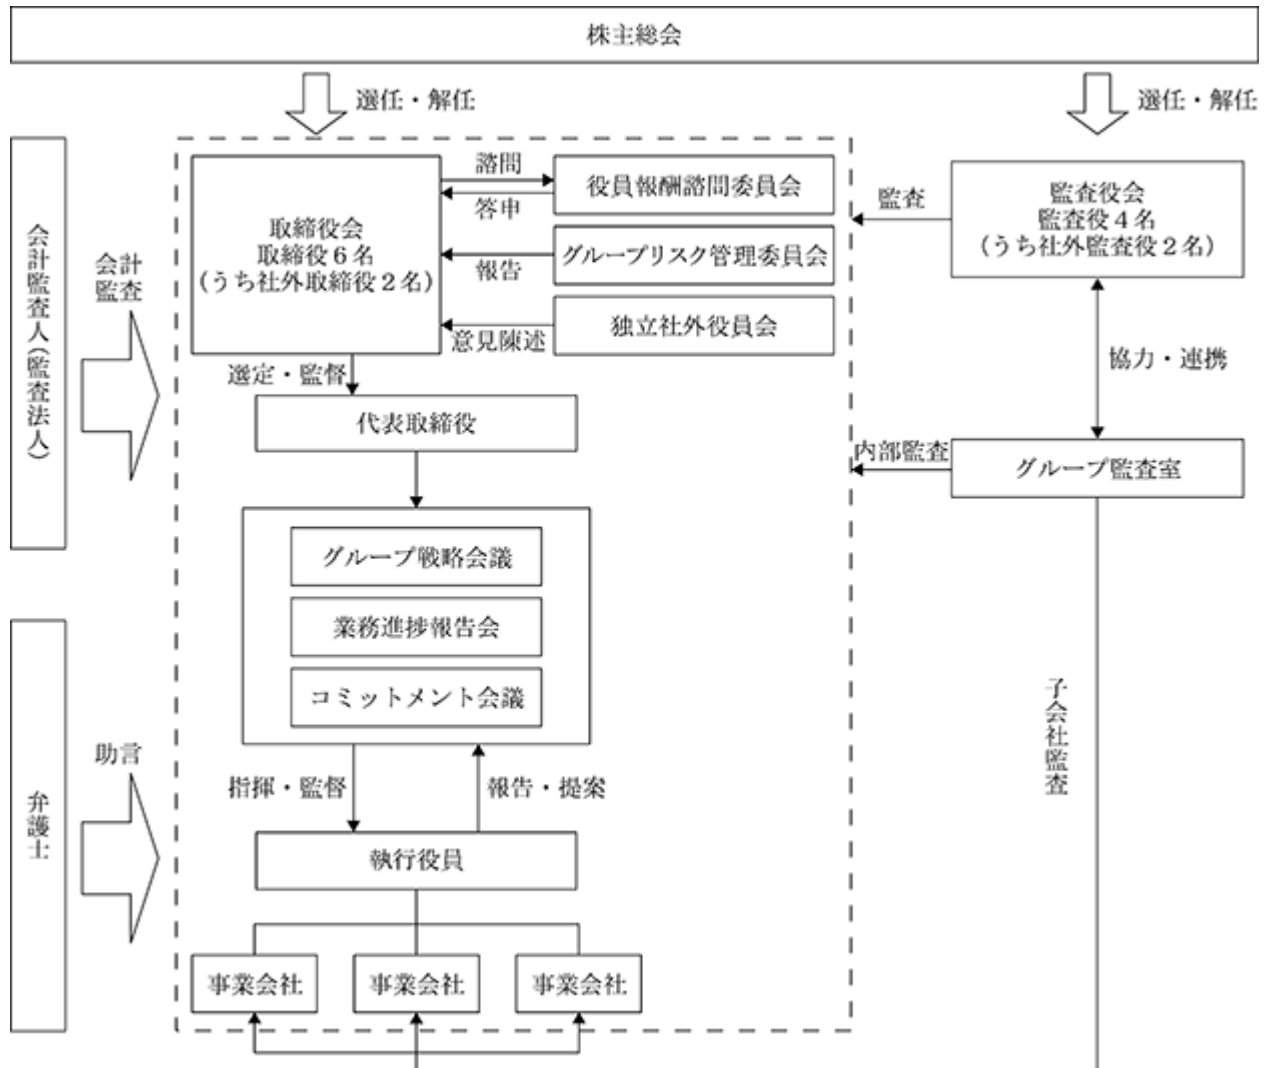 株主総会
選任・解任
選任・解任
会計監査人(監査法人)
会計
監査
取締役会
取締役6名
(うち社外取締役2名)
諮問
答申
役員報酬諮問委員会
報告
グループリスク管理委員会
意見陳述
独立社外役員会
監査
監査役会
監査役4名
(うち社外監査役2名)
協力・連携
選定・監督
代表取締役
内部監査
グループ監査室
グループ戦略会議
業務進捗報告会
コミットメント会議
子会社監査
弁護士
助言
指揮・監督
報告・提案
執行役員
事業会社
事業会社
事業会社